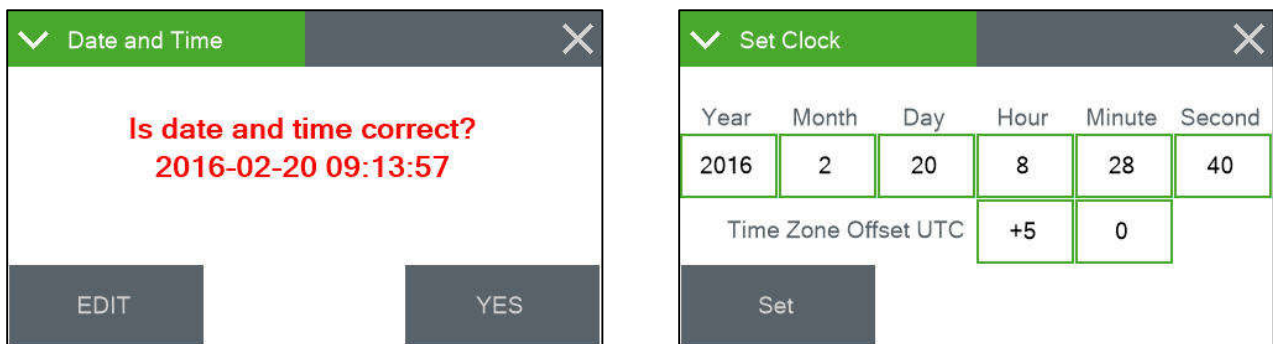 Date and Time
Is date and time correct?
2016-02-20 09:13:57
EDIT YES
Set Clock
Year Month Day Hour Minute Second
2016 2 20 8 28 40
Time Zone Offset UTC +5 0
Set